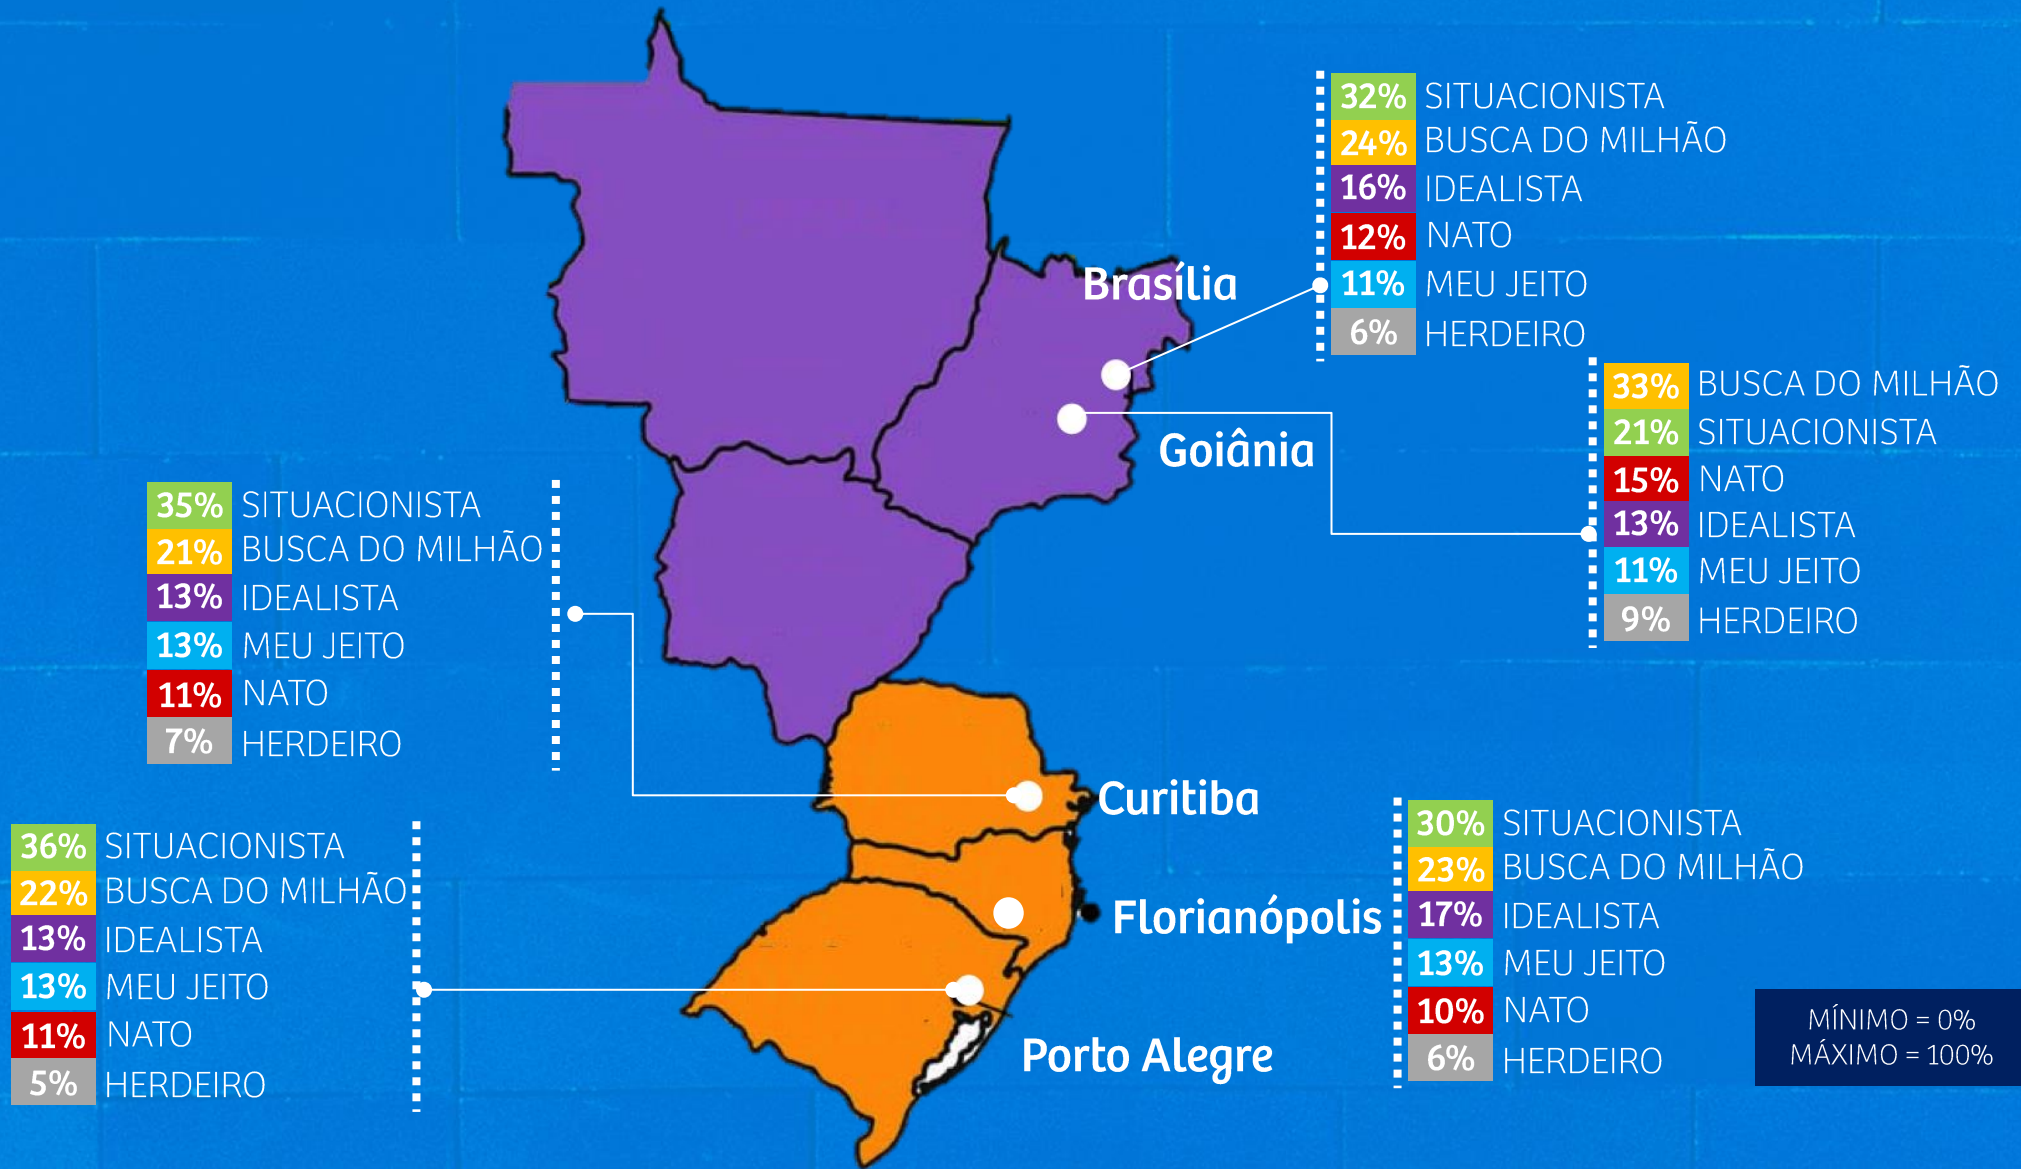 32% SITUACIONISTA
24% BUSCA DO MILHÃO
16% IDEALISTA
12% NATO
11% MEU JEITO
6% HERDEIRO
Brasília
33% BUSCA DO MILHÃO
21% SITUACIONISTA
15% NATO
13% IDEALISTA
11% MEU JEITO
9% HERDEIRO
Goiânia
35% SITUACIONISTA
21% BUSCA DO MILHÃO
13% IDEALISTA
13% MEU JEITO
11% NATO
7% HERDEIRO
Curitiba
36% SITUACIONISTA
22% BUSCA DO MILHÃO
13% IDEALISTA
13% MEU JEITO
11% NATO
5% HERDEIRO
Porto Alegre
Florianópolis
30% SITUACIONISTA
23% BUSCA DO MILHÃO
17% IDEALISTA
13% MEU JEITO
10% NATO
6% HERDEIRO
MÍNIMO = 0%
MÁXIMO = 100%